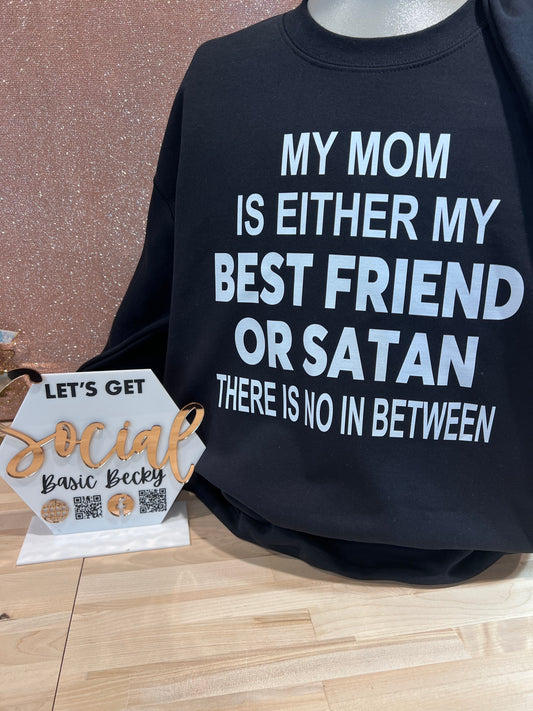 MY MOM
IS EITHER MY
BEST FRIEND
OR SATAN
THERE IS NO IN BETWEEN
LET'S GET
Social
Basic Becky